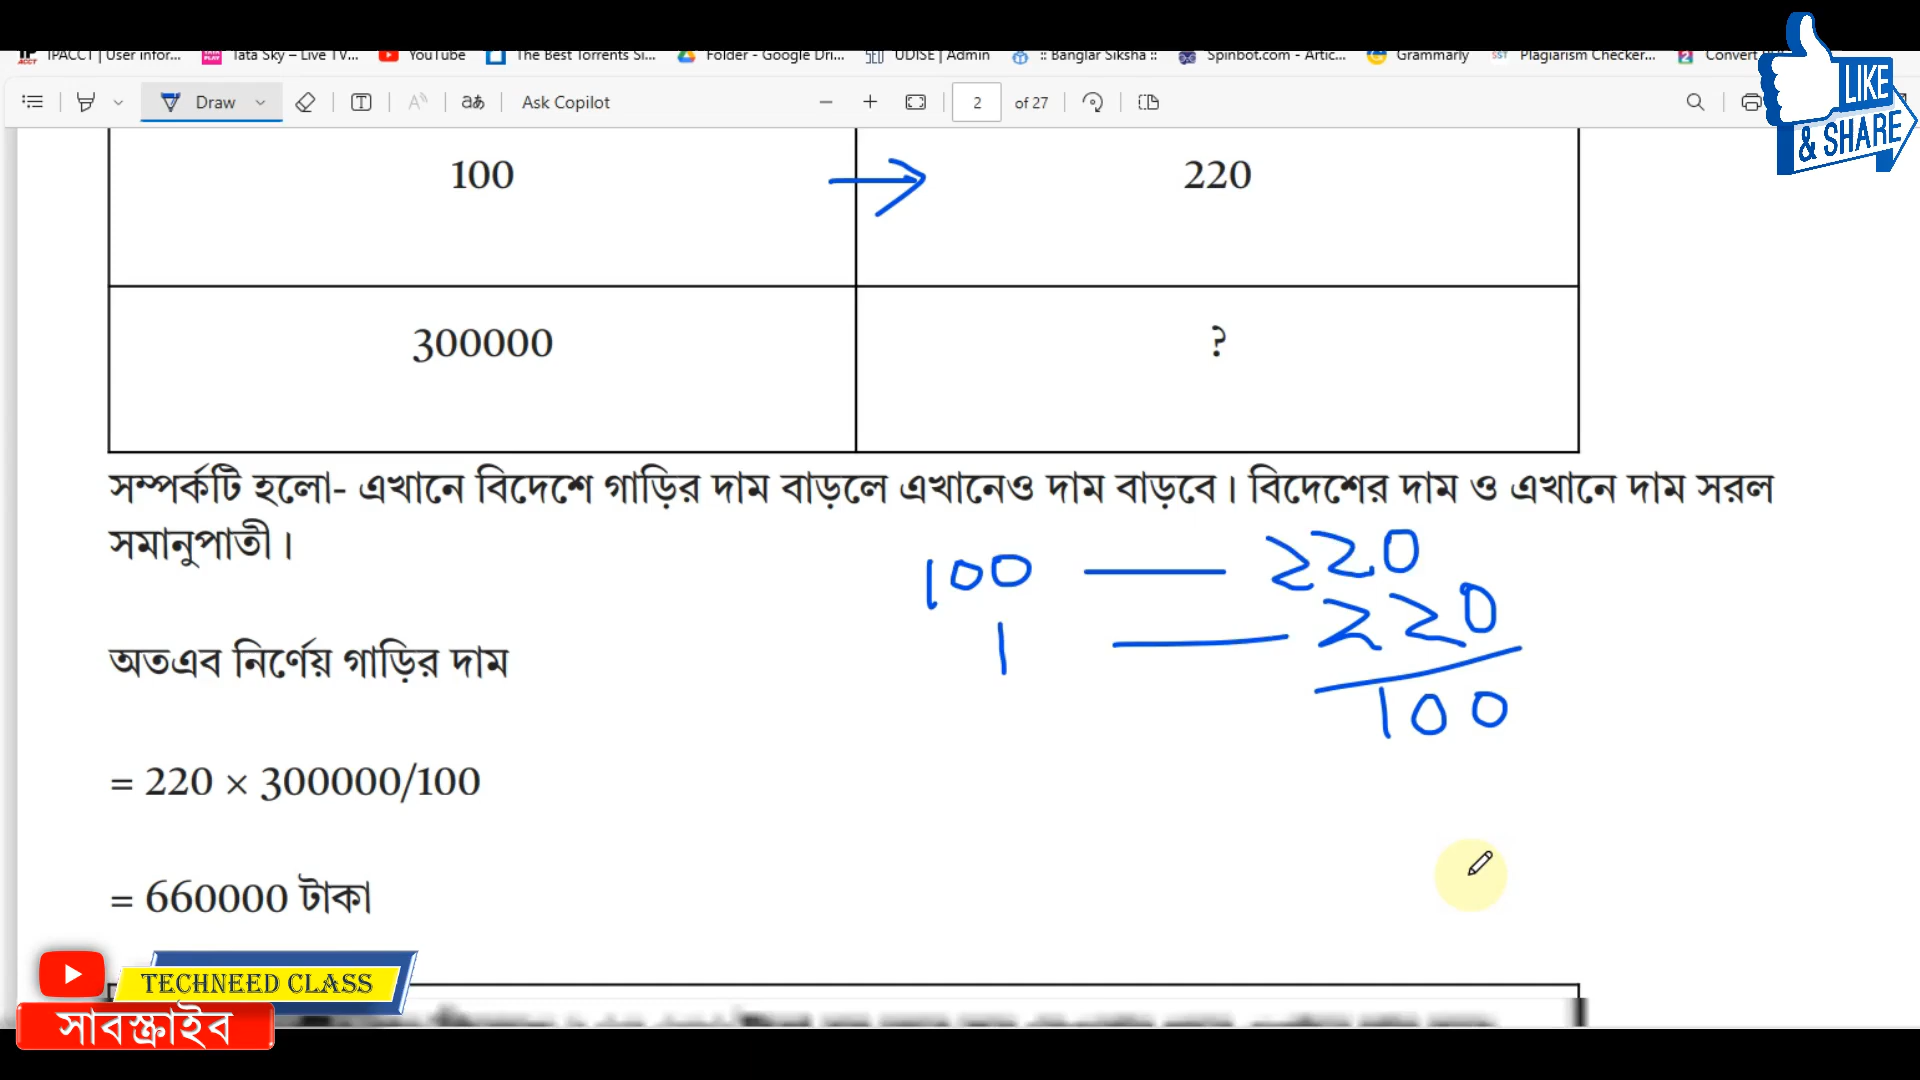 IPACCT | User infor... Tata Sky – Live TV... YouTube The Best Torrents Si... Folder - Google Dri... UDISE | Admin :: Banglar Siksha :: Spinbot.com - Artic... Grammarly Plagiarism Checker... Convert
Draw Ask Copilot 2 of 27
LIKE
& SHARE
100 220
300000 ?
সম্পর্কটি হলো- এখানে বিদেশে গাড়ির দাম বাড়লে এখানেও দাম বাড়বে। বিদেশের দাম ও এখানে দাম সরল
সমানুপাতী।
100 — 220
1 — 220
100
অতএব নির্ণেয় গাড়ির দাম
= 220 × 300000/100
= 660000 টাকা
TECHNEED CLASS
সাবস্ক্রাইব